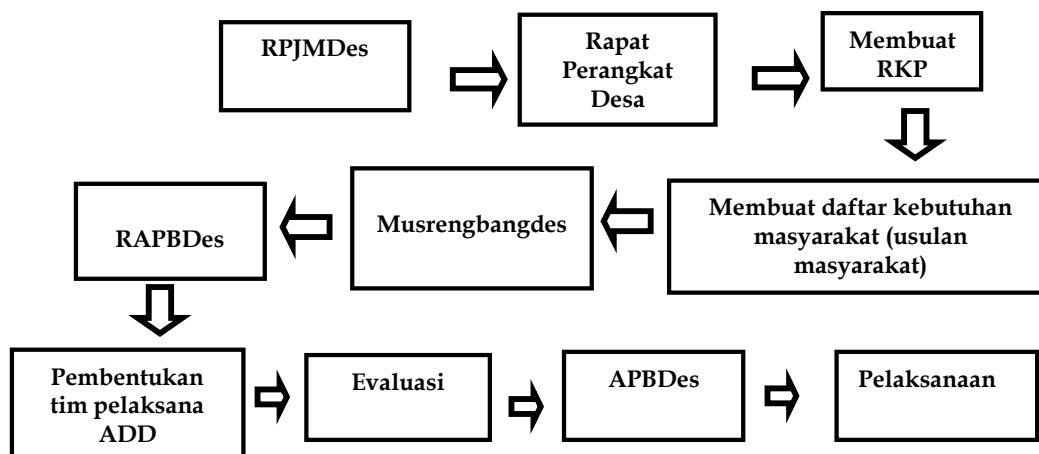 RPJMDes
Rapat
Perangkat
Desa
Membuat
RKP
Membuat daftar kebutuhan
masyarakat (usulan
masyarakat)
Musrengbangdes
RAPBDes
Pembentukan
tim pelaksana
ADD
Evaluasi
APBDes
Pelaksanaan